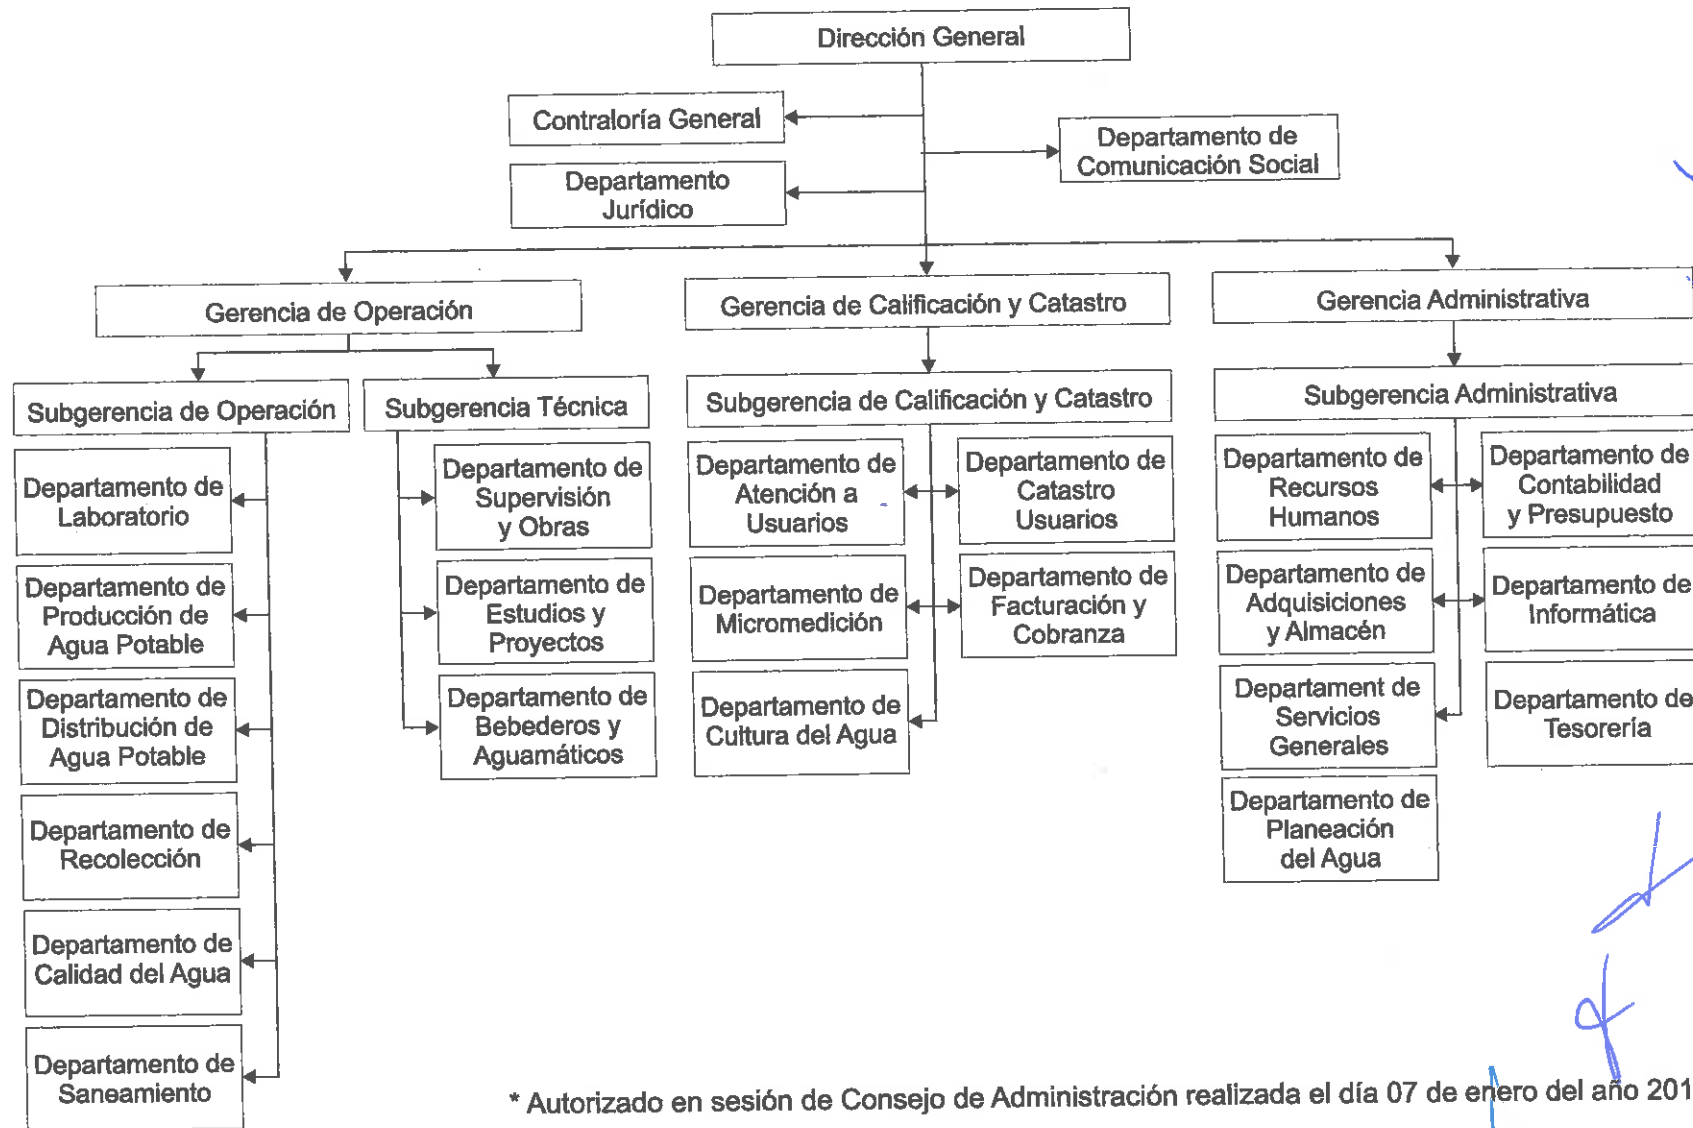 Dirección General
Contraloría General
Departamento de
Comunicación Social
Departamento
Jurídico
Gerencia de Operación
Gerencia de Calificación y Catastro
Gerencia Administrativa
Subgerencia de Operación
Subgerencia Técnica
Subgerencia de Calificación y Catastro
Subgerencia Administrativa
Departamento de
Laboratorio
Departamento de
Producción de
Agua Potable
Departamento de
Distribución de
Agua Potable
Departamento de
Recolección
Departamento de
Calidad del Agua
Departamento de
Saneamiento
Departamento de
Supervisión
y Obras
Departamento de
Estudios y
Proyectos
Departamento de
Bebederos y
Aguamáticos
Departamento de
Atención a
Usuarios
Departamento de
Catastro
Usuarios
Departamento de
Micromedición
Departamento de
Facturación y
Cobranza
Departamento de
Cultura del Agua
Departamento de
Recursos
Humanos
Departamento de
Contabilidad
y Presupuesto
Departamento de
Adquisiciones
y Almacén
Departamento de
Informática
Departament de
Servicios
Generales
Departamento de
Tesorería
Departamento de
Planeación
del Agua
* Autorizado en sesión de Consejo de Administración realizada el día 07 de enero del año 201